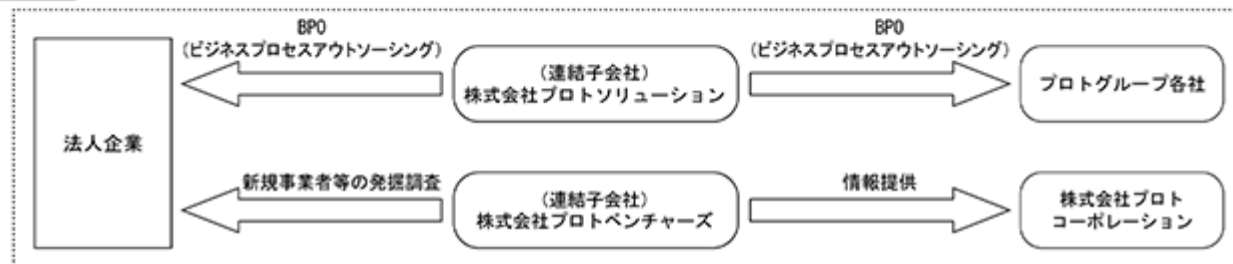 BPO
(ビジネスプロセスアウトソーシング)
BPO
(ビジネスプロセスアウトソーシング)
法人企業
(連結子会社)
株式会社プロトソリューション
プロトグループ各社
新規事業者等の発掘調査
(連結子会社)
株式会社プロトベンチャーズ
情報提供
株式会社プロト
コーポレーション